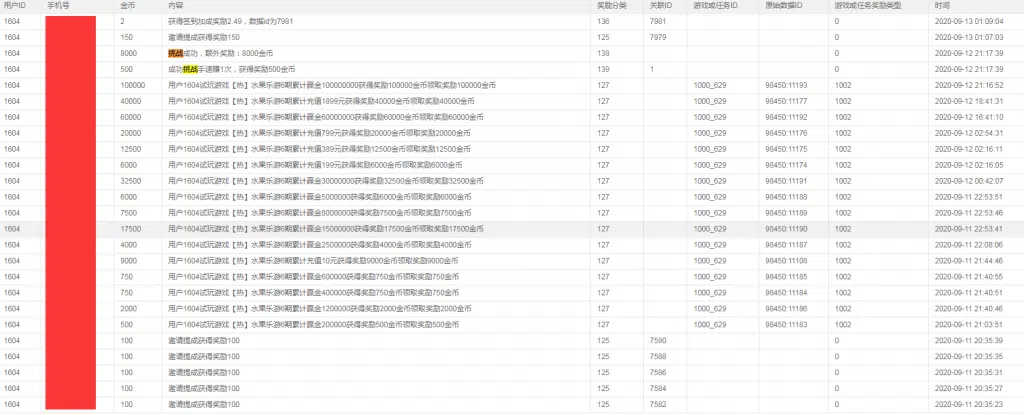 用户ID 手机号 金币 内容 奖励分类 关联ID 游戏或任务ID 原始数据ID 游戏或任务奖励类型 时间
1604 2 获得签到加成奖励2.49，数据id为7981 136 7981 0 2020-09-13 01:09:04
1604 150 邀请提成获得奖励150 125 7979 0 2020-09-13 01:07:03
1604 8000 挑战成功，额外奖励：8000金币 138 0 2020-09-12 21:17:39
1604 500 成功挑战手速赚1次，获得奖励500金币 139 1 0 2020-09-12 21:17:39
1604 100000 用户1604试玩游戏【热】水果乐游6期累计赢金100000000获得奖励100000金币领取奖励100000金币 127 1000_629 98450:11193 1002 2020-09-12 21:16:52
1604 40000 用户1604试玩游戏【热】水果乐游6期累计充值1899元获得奖励40000金币领取奖励40000金币 127 1000_629 98450:11177 1002 2020-09-12 18:41:31
1604 60000 用户1604试玩游戏【热】水果乐游6期累计赢金60000000获得奖励60000金币领取奖励60000金币 127 1000_629 98450:11192 1002 2020-09-12 16:41:10
1604 20000 用户1604试玩游戏【热】水果乐游6期累计充值799元获得奖励20000金币领取奖励20000金币 127 1000_629 98450:11176 1002 2020-09-12 02:54:31
1604 12500 用户1604试玩游戏【热】水果乐游6期累计充值389元获得奖励12500金币领取奖励12500金币 127 1000_629 98450:11175 1002 2020-09-12 02:16:11
1604 6000 用户1604试玩游戏【热】水果乐游6期累计充值199元获得奖励6000金币领取奖励6000金币 127 1000_629 98450:11174 1002 2020-09-12 02:16:05
1604 32500 用户1604试玩游戏【热】水果乐游6期累计赢金30000000获得奖励32500金币领取奖励32500金币 127 1000_629 98450:11191 1002 2020-09-12 00:42:07
1604 6000 用户1604试玩游戏【热】水果乐游6期累计赢金5000000获得奖励6000金币领取奖励6000金币 127 1000_629 98450:11188 1002 2020-09-11 22:53:51
1604 7500 用户1604试玩游戏【热】水果乐游6期累计赢金8000000获得奖励7500金币领取奖励7500金币 127 1000_629 98450:11189 1002 2020-09-11 22:53:46
1604 17500 用户1604试玩游戏【热】水果乐游6期累计赢金15000000获得奖励17500金币领取奖励17500金币 127 1000_629 98450:11190 1002 2020-09-11 22:53:41
1604 4000 用户1604试玩游戏【热】水果乐游6期累计赢金2500000获得奖励4000金币领取奖励4000金币 127 1000_629 98450:11187 1002 2020-09-11 22:08:06
1604 9000 用户1604试玩游戏【热】水果乐游6期累计充值10元获得奖励9000金币领取奖励9000金币 127 1000_629 98450:11108 1002 2020-09-11 21:44:46
1604 750 用户1604试玩游戏【热】水果乐游6期累计赢金600000获得奖励750金币领取奖励750金币 127 1000_629 98450:11185 1002 2020-09-11 21:40:55
1604 750 用户1604试玩游戏【热】水果乐游6期累计赢金400000获得奖励750金币领取奖励750金币 127 1000_629 98450:11184 1002 2020-09-11 21:40:51
1604 2000 用户1604试玩游戏【热】水果乐游6期累计赢金1200000获得奖励2000金币领取奖励2000金币 127 1000_629 98450:11186 1002 2020-09-11 21:40:46
1604 500 用户1604试玩游戏【热】水果乐游6期累计赢金200000获得奖励500金币领取奖励500金币 127 1000_629 98450:11183 1002 2020-09-11 21:03:51
1604 100 邀请提成获得奖励100 125 7590 0 2020-09-11 20:35:39
1604 100 邀请提成获得奖励100 125 7588 0 2020-09-11 20:35:35
1604 100 邀请提成获得奖励100 125 7586 0 2020-09-11 20:35:31
1604 100 邀请提成获得奖励100 125 7584 0 2020-09-11 20:35:27
1604 100 邀请提成获得奖励100 125 7582 0 2020-09-11 20:35:23